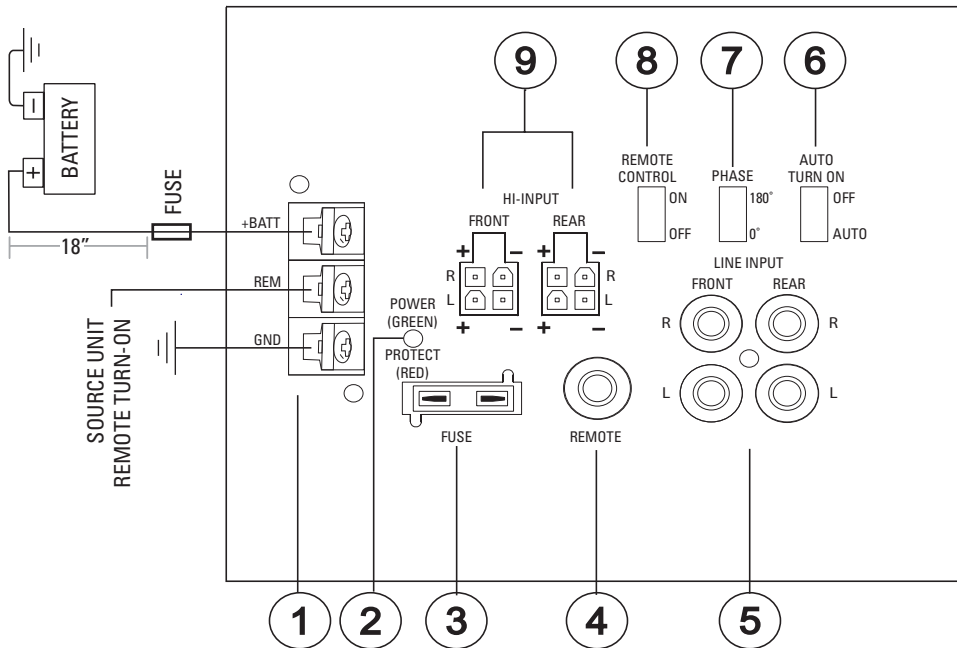 9
8
7
6
BATTERY
−
+
FUSE
18”
SOURCE UNIT
REMOTE TURN-ON
+BATT
REM
GND
POWER
(GREEN)
PROTECT
(RED)
FUSE
HI-INPUT
FRONT
REAR
+ − + −
R
L
R
L
+ − + −
REMOTE
REMOTE
CONTROL
ON
OFF
PHASE
180°
0°
AUTO
TURN ON
OFF
AUTO
LINE INPUT
FRONT
REAR
R
R
L
L
1
2
3
4
5